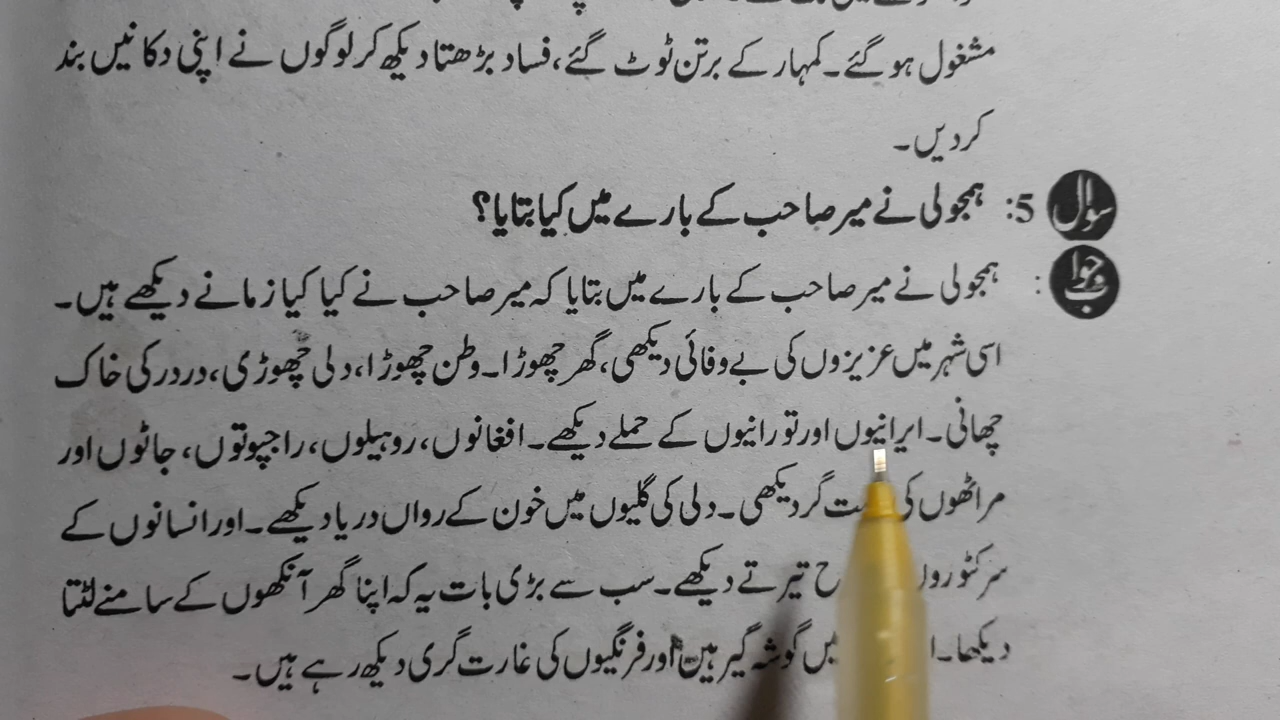 مشغول ہو گئے۔ کمہار کے برتن ٹوٹ گئے، فساد بڑھتا دیکھ کر لوگوں نے اپنی دکانیں بند
کر دیں۔
سوال 5: ہمجولی نے میر صاحب کے بارے میں کیا بتایا؟
جواب: ہمجولی نے میر صاحب کے بارے میں بتایا کہ میر صاحب نے کیا کیا زمانے دیکھے ہیں۔
اسی شہر میں عزیزوں کی بے وفائی دیکھی، گھر چھوڑا۔ وطن چھوڑا، دلی چھوڑی، در در کی خاک
چھانی۔ ایرانیوں اور تورانیوں کے حملے دیکھے۔ افغانوں، روہیلوں، راجپوتوں، جاٹوں اور
مراٹھوں کی گرد دیکھی۔ دلی کی گلیوں میں خون کے رواں دریا دیکھے۔ اور انسانوں کے
سر تیرتے دیکھے۔ سب سے بڑی بات یہ کہ اپنا گھر آنکھوں کے سامنے لٹتا
دیکھا۔ گوشہ گیر ہیں اور فرنگیوں کی غارت گری دیکھ رہے ہیں۔